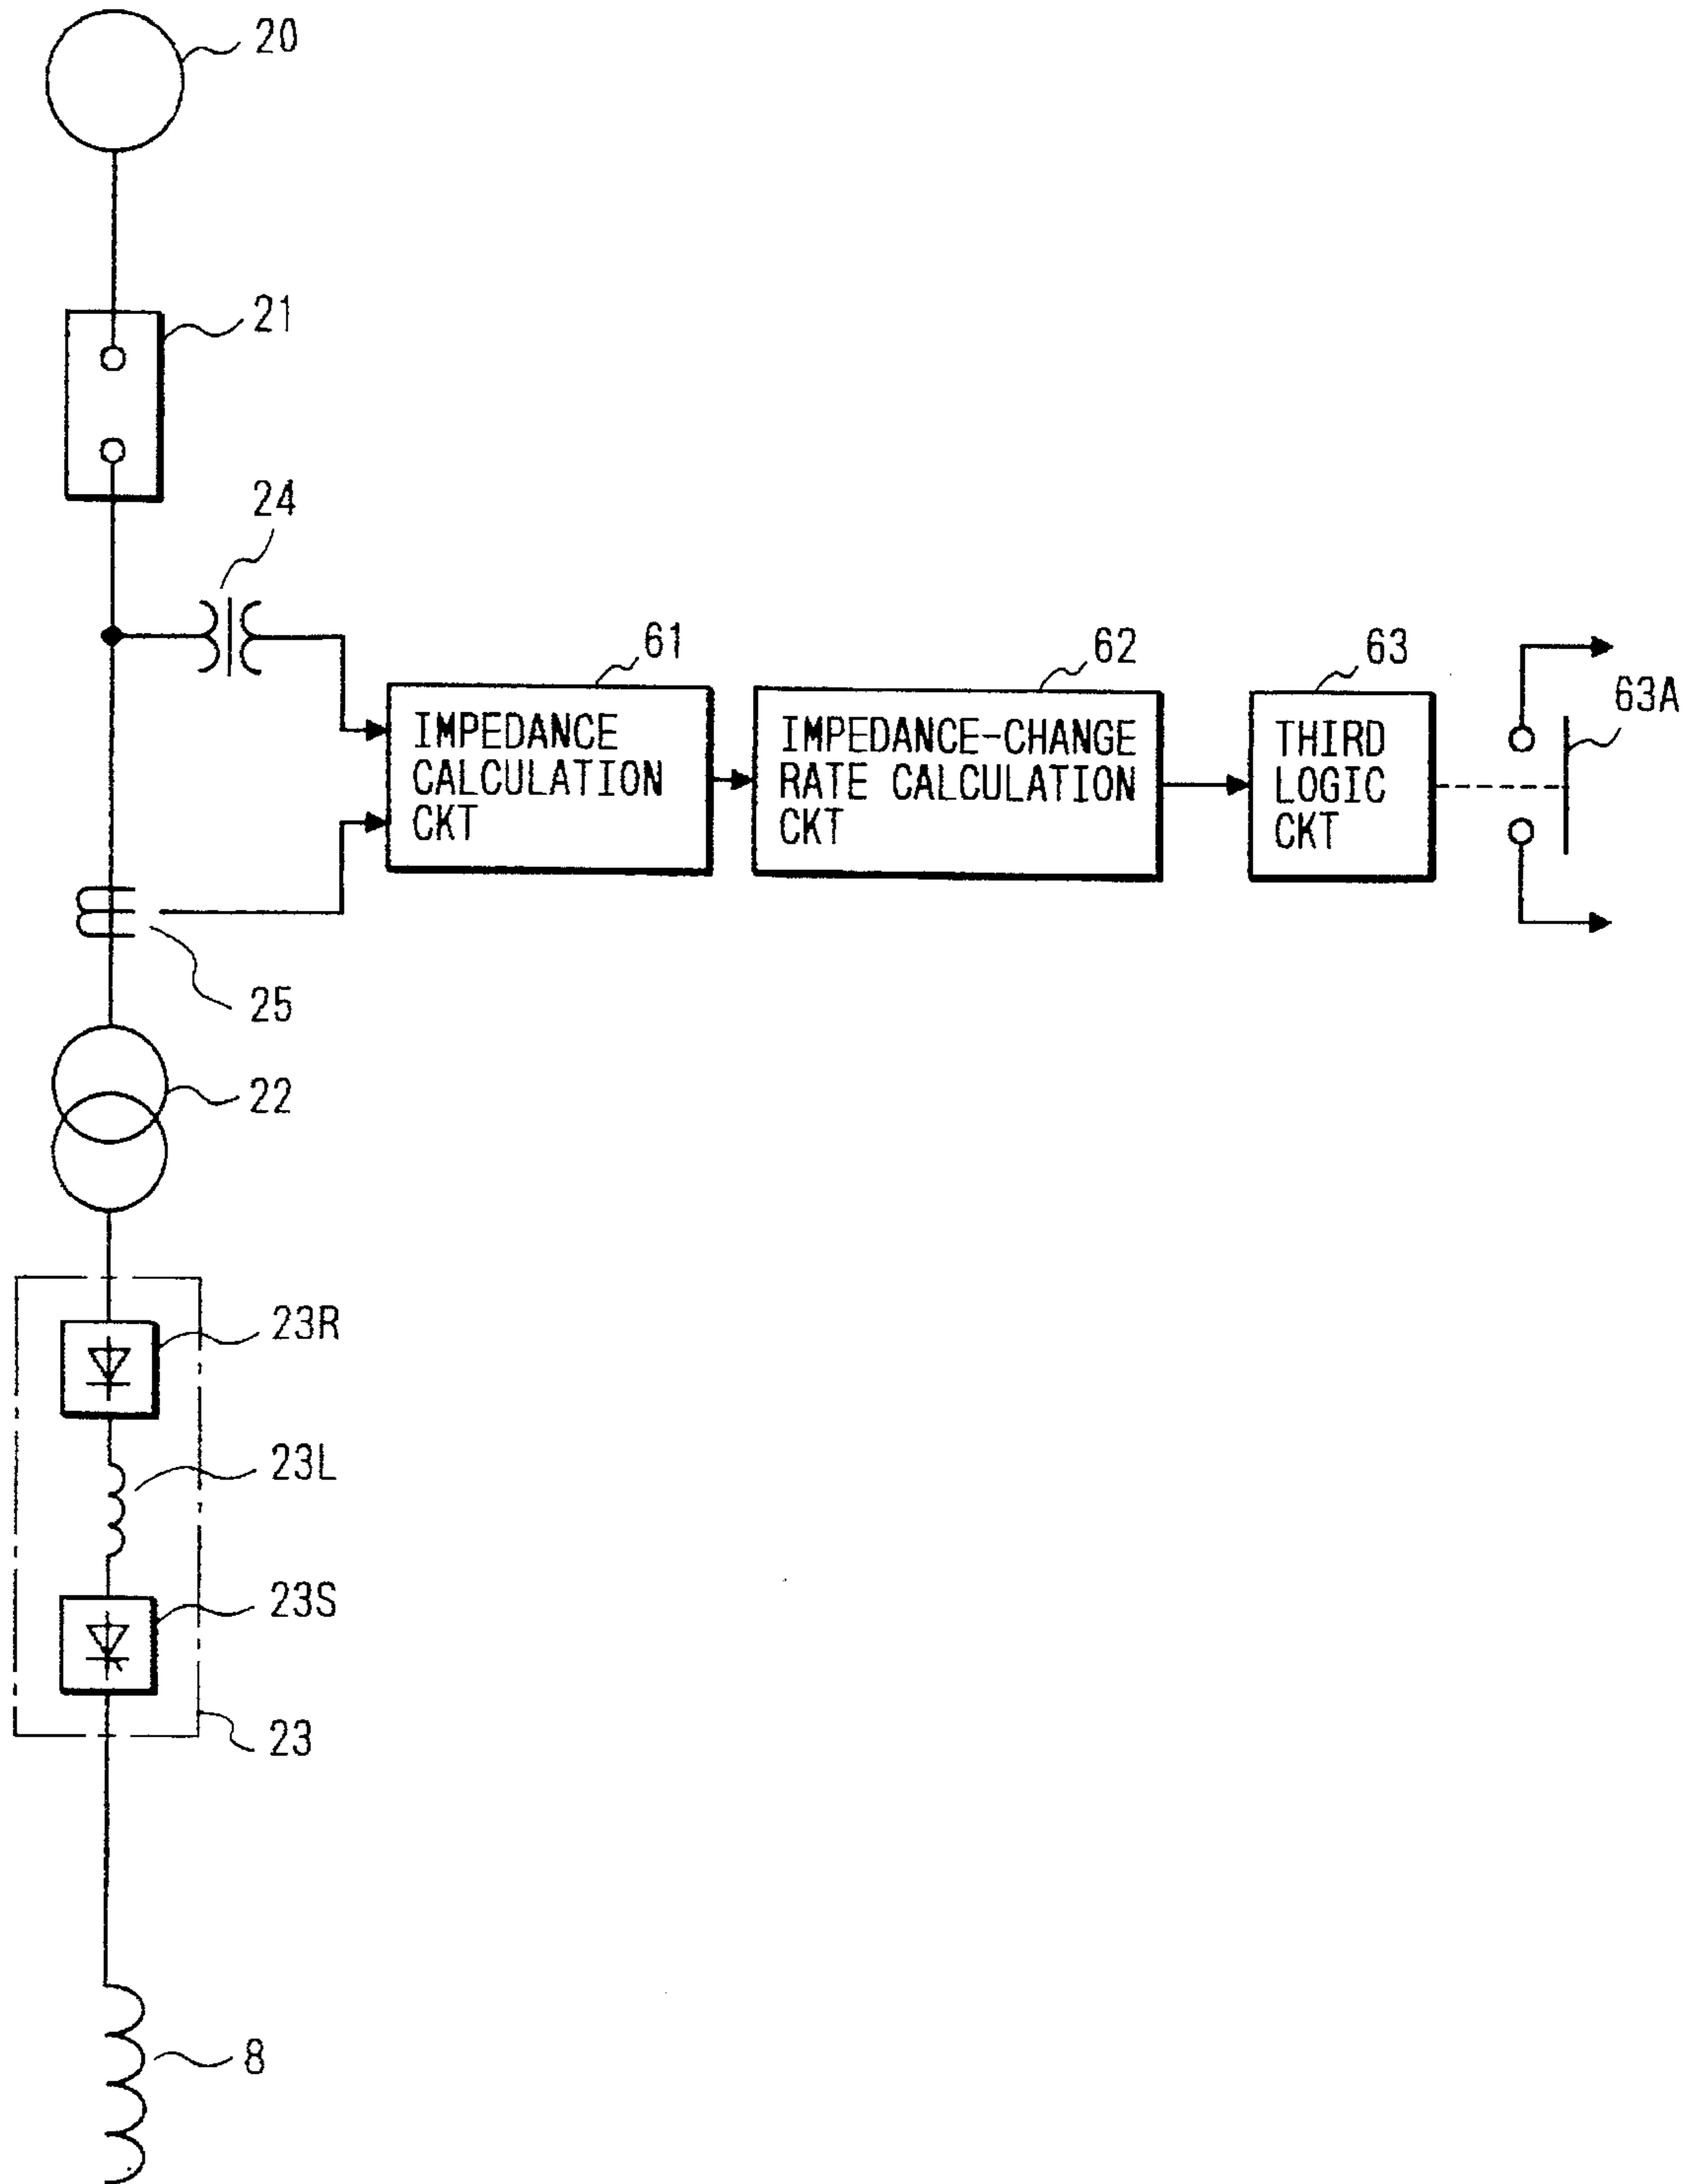 20
21
24
61
62
63
63A
IMPEDANCE
CALCULATION
CKT
IMPEDANCE-CHANGE
RATE CALCULATION
CKT
THIRD
LOGIC
CKT
25
22
23R
23L
23S
23
8